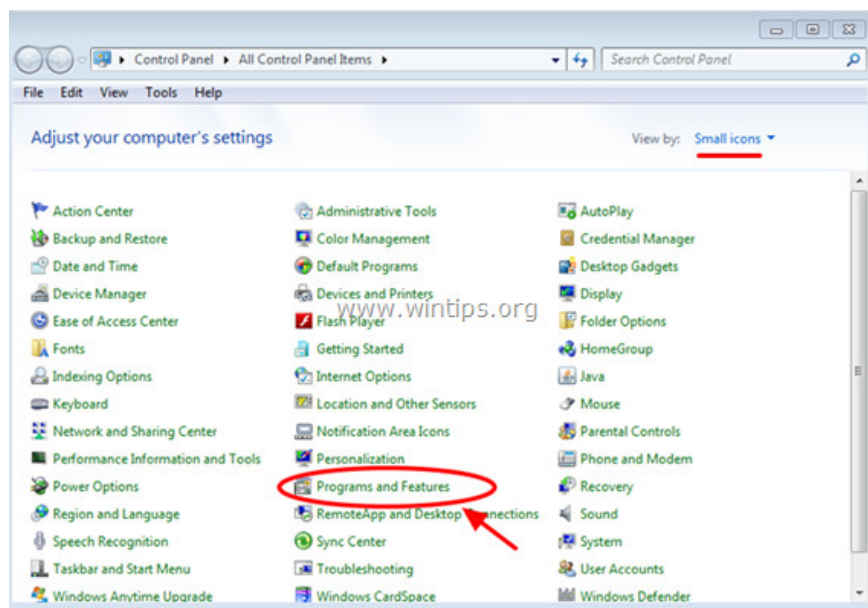 Control Panel All Control Panel Items Search Control Panel
File Edit View Tools Help
Adjust your computer's settings View by: Small icons
Action Center Administrative Tools AutoPlay
Backup and Restore Color Management Credential Manager
Date and Time Default Programs Desktop Gadgets
Device Manager Devices and Printers Display
www.wintips.org
Ease of Access Center Flash Player Folder Options
Fonts Getting Started HomeGroup
Indexing Options Internet Options Java
Keyboard Location and Other Sensors Mouse
Network and Sharing Center Notification Area Icons Parental Controls
Performance Information and Tools Personalization Phone and Modem
Power Options Programs and Features Recovery
Region and Language RemoteApp and Desktop Connections Sound
Speech Recognition Sync Center System
Taskbar and Start Menu Troubleshooting User Accounts
Windows Anytime Upgrade Windows CardSpace Windows Defender